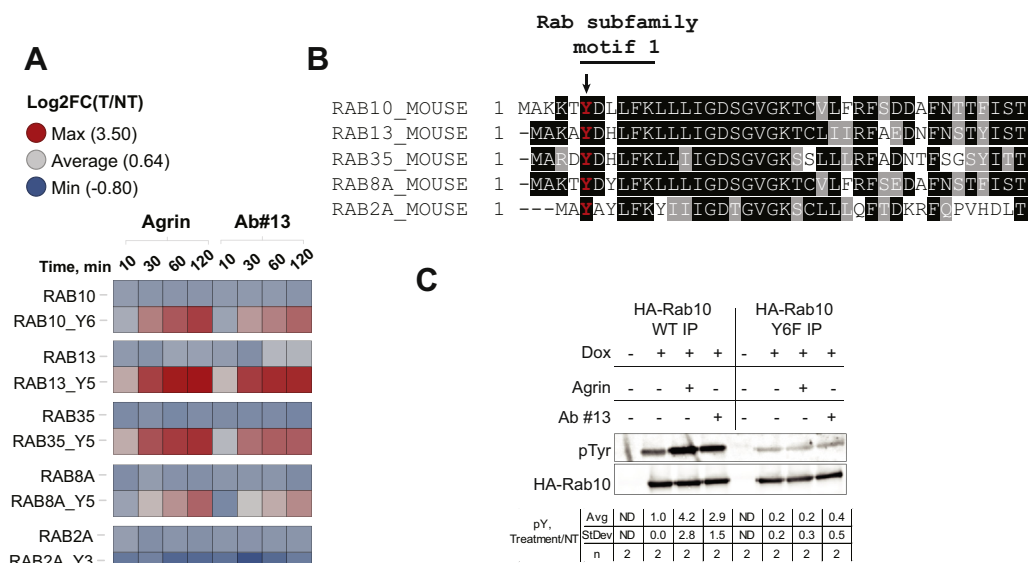 Rab subfamily
motif 1
A
B
Log2FC(T/NT)
Max (3.50)
Average (0.64)
Min (-0.80)
RAB10_MOUSE 1 MAKKTYDLLFKLLLIGDSGVGKTCVLFRFSDDAFNTTFIST
RAB13_MOUSE 1 -MAKAYDHLFKLLLIGDSGVGKTCLIIRFAEDNFNSTYIST
RAB35_MOUSE 1 -MARDYDHLFKLLIIGDSGVGKSSLLLRFADNTFSGSYITT
RAB8A_MOUSE 1 -MAKTYDYLFKLLLIGDSGVGKTCVLFRFSEDAFNSTFIST
RAB2A_MOUSE 1 ---MAYAYLFKYIIIGDTGVGKSCLLLQFTDKRFQPVHDLT
Agrin Ab#13
Time, min 10 30 60 120 10 30 60 120
RAB10
RAB10_Y6
RAB13
RAB13_Y5
RAB35
RAB35_Y5
RAB8A
RAB8A_Y5
RAB2A
RAB2A_Y3
C
HA-Rab10 WT IP HA-Rab10 Y6F IP
Dox - + + + - + + +
Agrin - - + - - - + -
Ab #13 - - - + - - - +
pTyr
HA-Rab10
pY, Treatment/NT
Avg ND 1.0 4.2 2.9 ND 0.2 0.2 0.4
StDev ND 0.0 2.8 1.5 ND 0.2 0.3 0.5
n 2 2 2 2 2 2 2 2